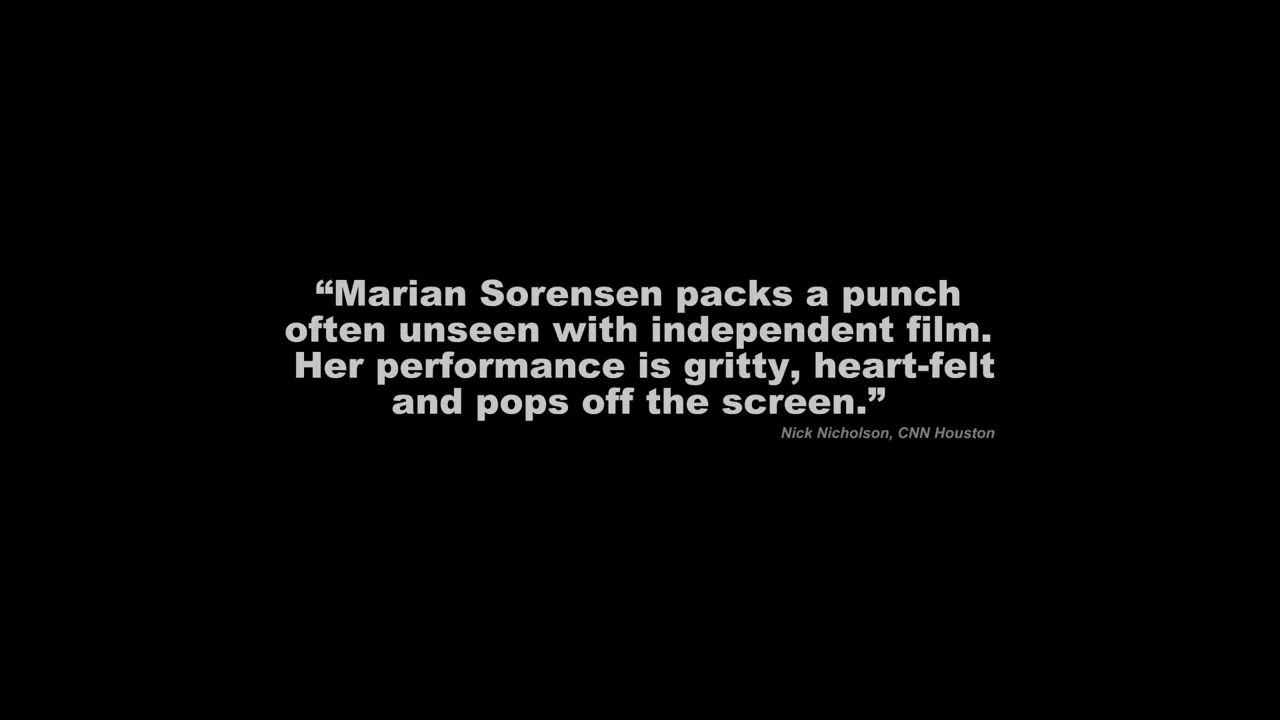 “Marian Sorensen packs a punch
often unseen with independent film.
Her performance is gritty, heart-felt
and pops off the screen.”
Nick Nicholson, CNN Houston